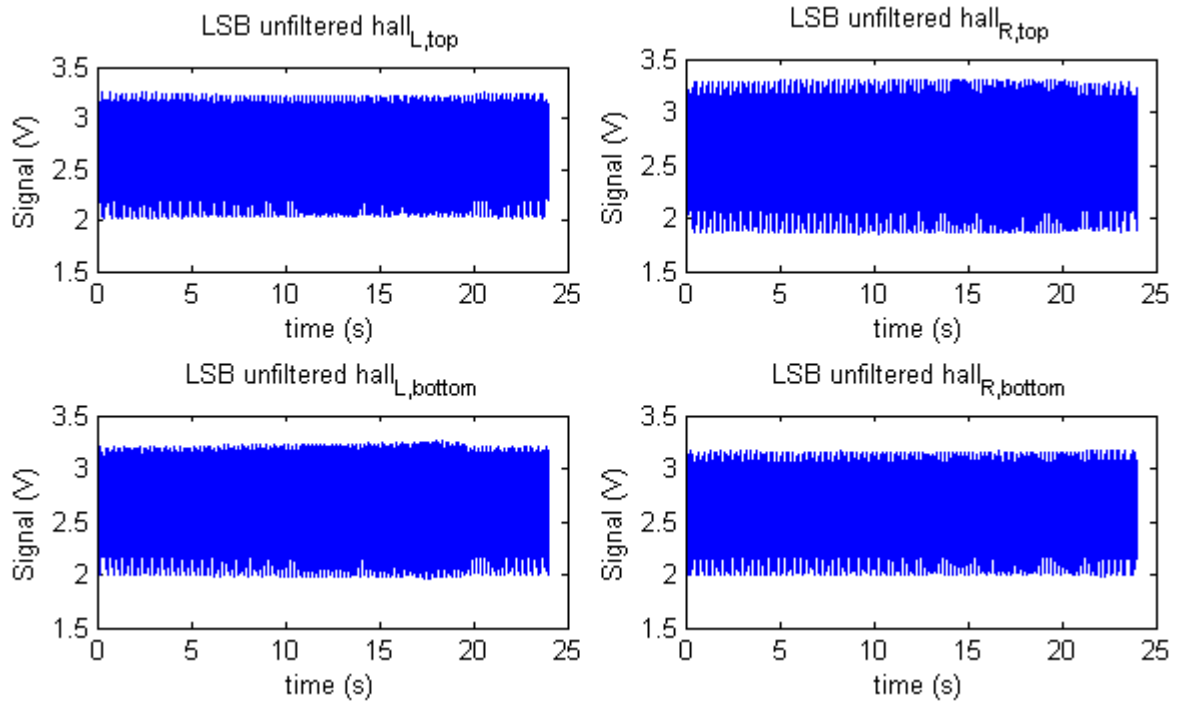 LSB unfiltered hall L,top
3.5
3
2.5
2
1.5
Signal (V)
0 5 10 15 20 25
time (s)
LSB unfiltered hall R,top
3.5
3
2.5
2
1.5
Signal (V)
0 5 10 15 20 25
time (s)
LSB unfiltered hall L,bottom
3.5
3
2.5
2
1.5
Signal (V)
0 5 10 15 20 25
time (s)
LSB unfiltered hall R,bottom
3.5
3
2.5
2
1.5
Signal (V)
0 5 10 15 20 25
time (s)